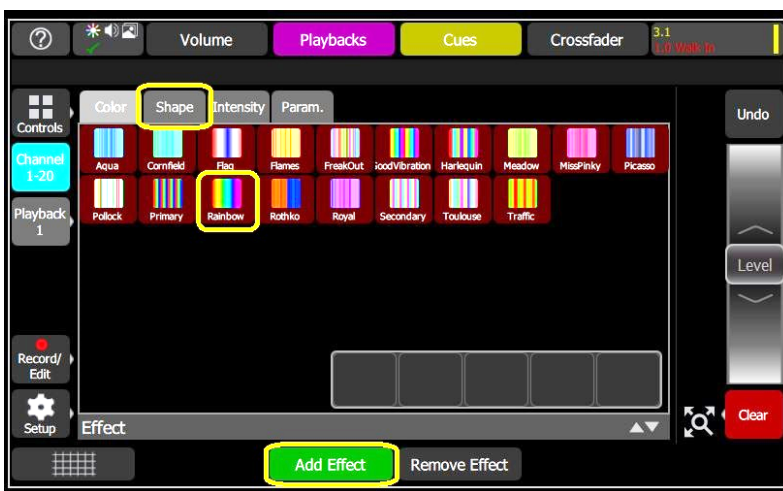 ?
Volume
Playbacks
Cues
Crossfader
3.1
1.0 Walk In
Controls
Color
Shape
Intensity
Param.
Undo
Channel
1-20
Aqua
Cornfield
Flag
Flames
FreakOut
GoodVibration
Harlequin
Meadow
MissPinky
Picasso
Playback
1
Pollock
Primary
Rainbow
Rothko
Royal
Secondary
Toulouse
Traffic
Level
Record/
Edit
Setup
Effect
Clear
Add Effect
Remove Effect